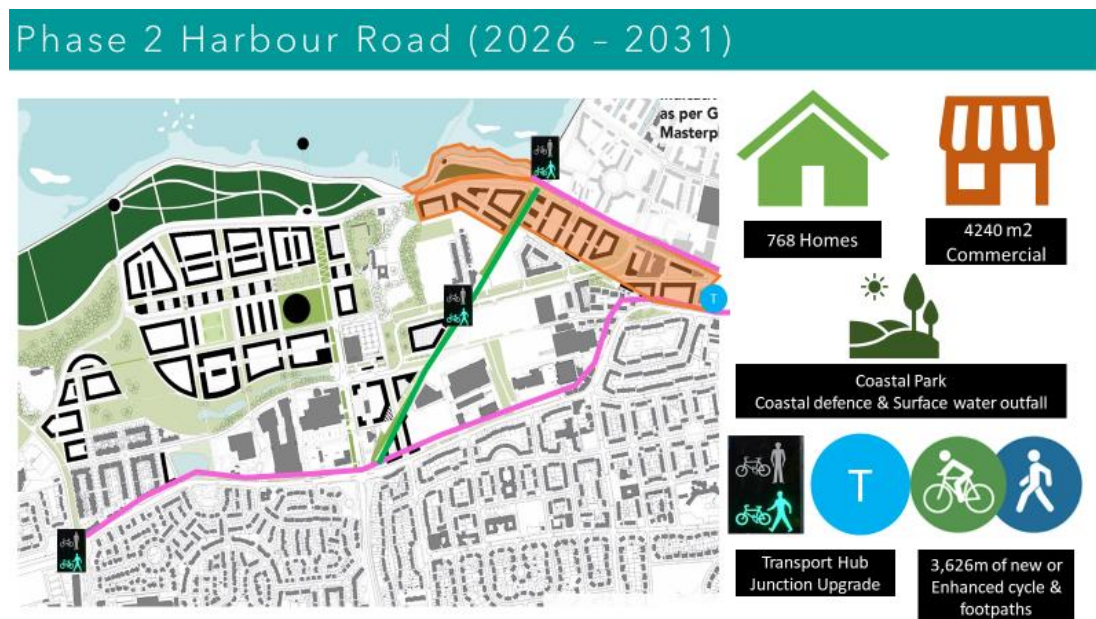 Phase 2 Harbour Road (2026 – 2031)
as per G
Masterpl
768 Homes
4240 m2
Commercial
T
Coastal Park
Coastal defence & Surface water outfall
T
Transport Hub
Junction Upgrade
3,626m of new or
Enhanced cycle &
footpaths